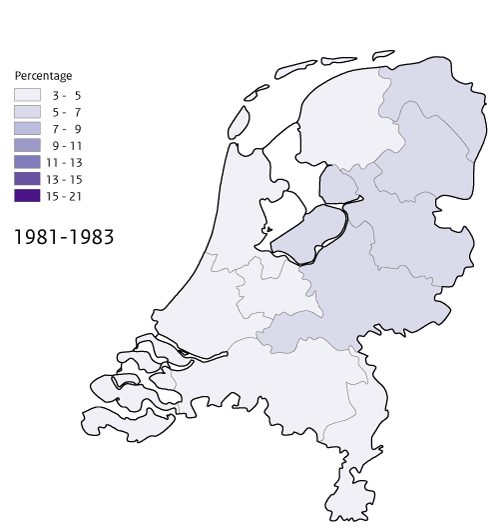 Percentage
3 - 5
5 - 7
7 - 9
9 - 11
11 - 13
13 - 15
15 - 21
1981-1983